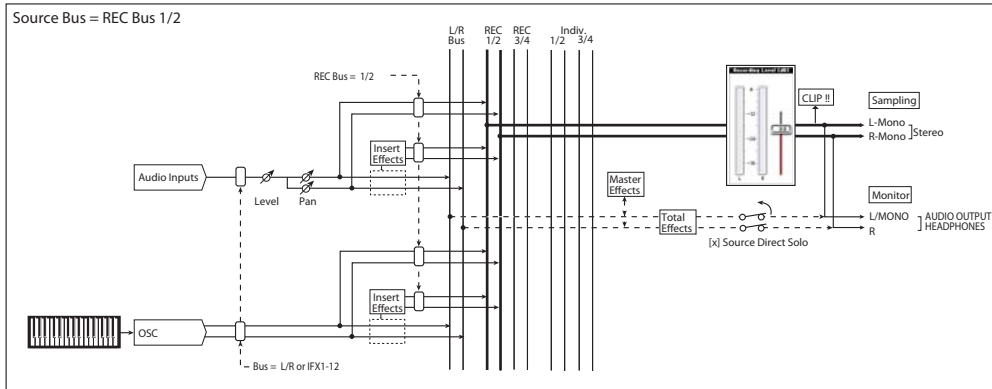 Source Bus = REC Bus 1/2
L/R Bus
REC 1/2
REC 3/4
Indiv.
1/2
3/4
REC Bus = 1/2
CLIP !!
Sampling
L-Mono
R-Mono
Stereo
Insert Effects
Audio Inputs
Level
Pan
Master Effects
Monitor
Total Effects
L/MONO
R
AUDIO OUTPUT
HEADPHONES
[x] Source Direct Solo
Insert Effects
OSC
Bus = L/R or IFX1-12